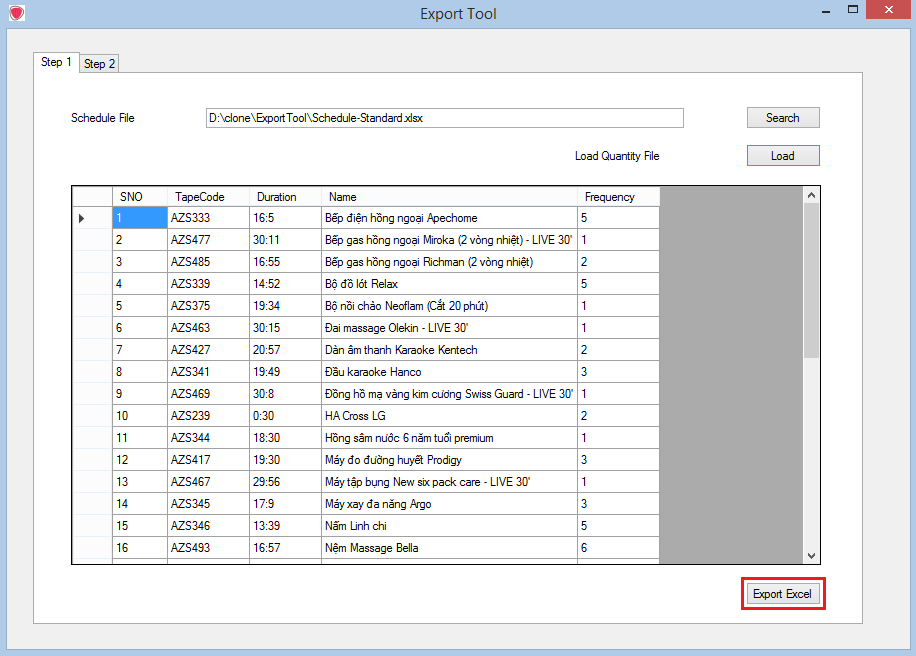 Export Tool
Step 1 Step 2
Schedule File D:\clone\ExportTool\Schedule-Standard.xlsx Search
Load Quantity File Load
SNO TapeCode Duration Name Frequency
1 AZS333 16:5 Bếp điện hồng ngoại Apechome 5
2 AZS477 30:11 Bếp gas hồng ngoại Miroka (2 vòng nhiệt) - LIVE 30' 1
3 AZS485 16:55 Bếp gas hồng ngoại Richman (2 vòng nhiệt) 2
4 AZS339 14:52 Bộ đồ lót Relax 5
5 AZS375 19:34 Bộ nồi chảo Neoflam (Cắt 20 phút) 1
6 AZS463 30:15 Đai massage Olekin - LIVE 30' 1
7 AZS427 20:57 Dàn âm thanh Karaoke Kentech 2
8 AZS341 19:49 Đầu karaoke Hanco 3
9 AZS469 30:8 Đồng hồ mạ vàng kim cương Swiss Guard - LIVE 30' 1
10 AZS239 0:30 HA Cross LG 2
11 AZS344 18:30 Hồng sâm nước 6 năm tuổi premium 1
12 AZS417 19:30 Máy đo đường huyết Prodigy 3
13 AZS467 29:56 Máy tập bụng New six pack care - LIVE 30' 1
14 AZS345 17:9 Máy xay đa năng Argo 3
15 AZS346 13:39 Nấm Linh chi 5
16 AZS493 16:57 Nệm Massage Bella 6
Export Excel